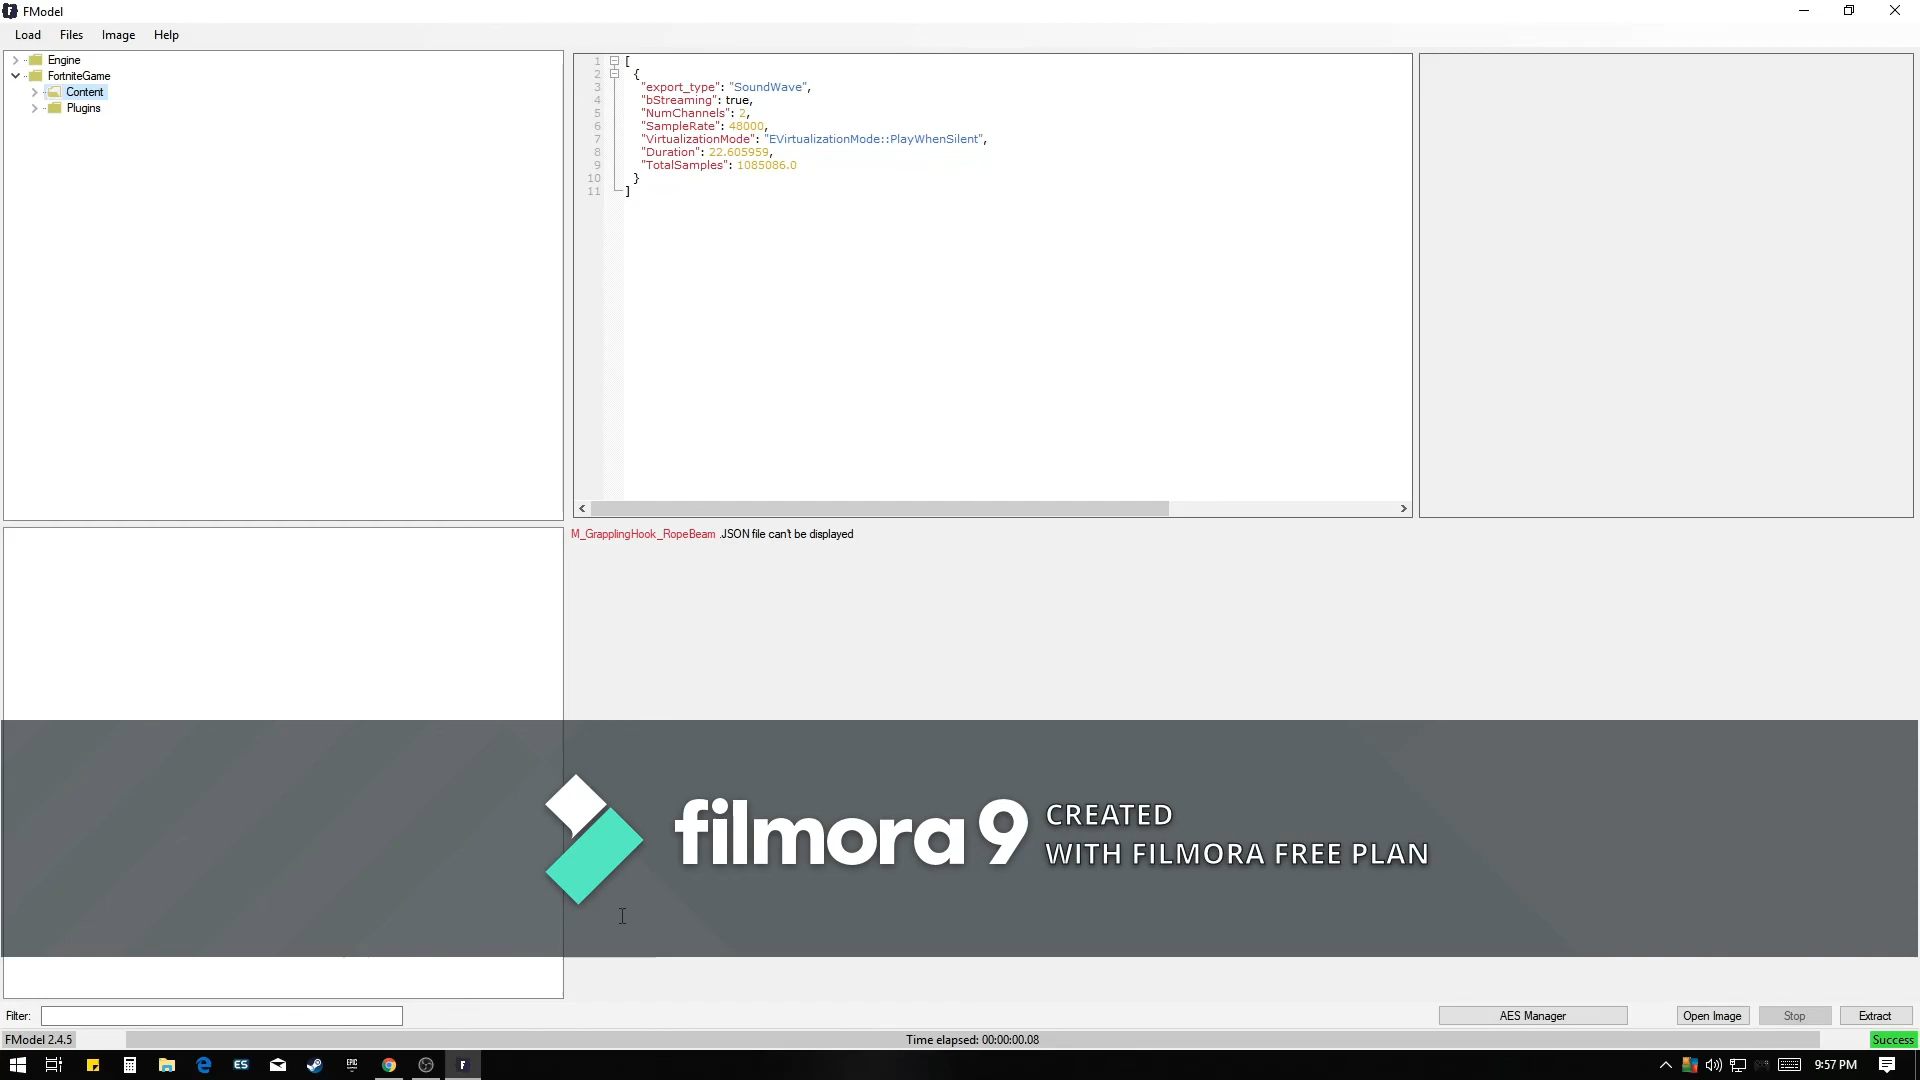 FModel
Load Files Image Help
Engine
FortniteGame
Content
Plugins
1 [
2 {
3 "export_type": "SoundWave",
4 "bStreaming": true,
5 "NumChannels": 2,
6 "SampleRate": 48000,
7 "VirtualizationMode": "EVirtualizationMode::PlayWhenSilent",
8 "Duration": 22.605959,
9 "TotalSamples": 1085086.0
10 }
11 ]
M_GrapplingHook_RopeBeam .JSON file can't be displayed
filmora 9
CREATED
WITH FILMORA FREE PLAN
Filter:
AES Manager Open Image Stop Extract
FModel 2.4.5 Time elapsed: 00:00:00.08 Success
ES EPIC F 9:57 PM